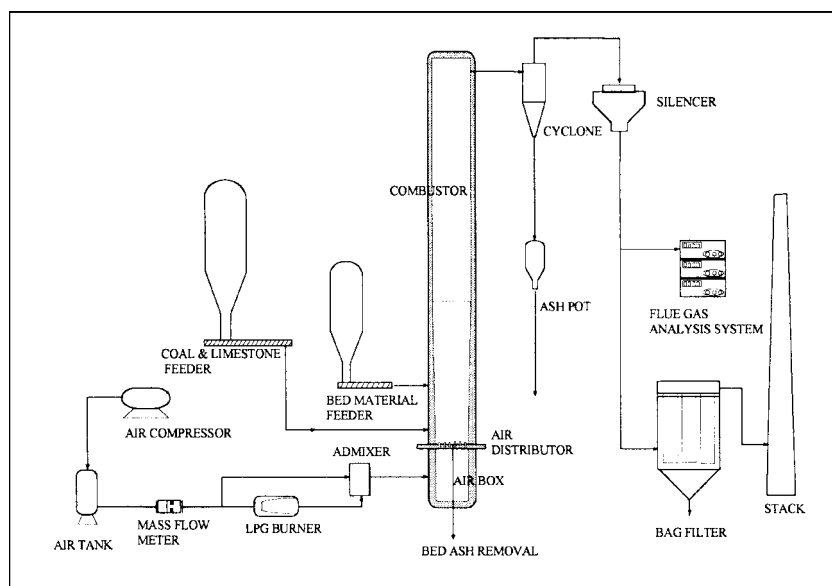 SILENCER
CYCLONE
COMBUSTOR
ASH POT
FLUE GAS
ANALYSIS SYSTEM
COAL & LIMESTONE
FEEDER
BED MATERIAL
FEEDER
AIR COMPRESSOR
AIR
DISTRIBUTOR
ADMIXER
AIR BOX
AIR TANK
MASS FLOW
METER
LPG BURNER
BED ASH REMOVAL
BAG FILTER
STACK